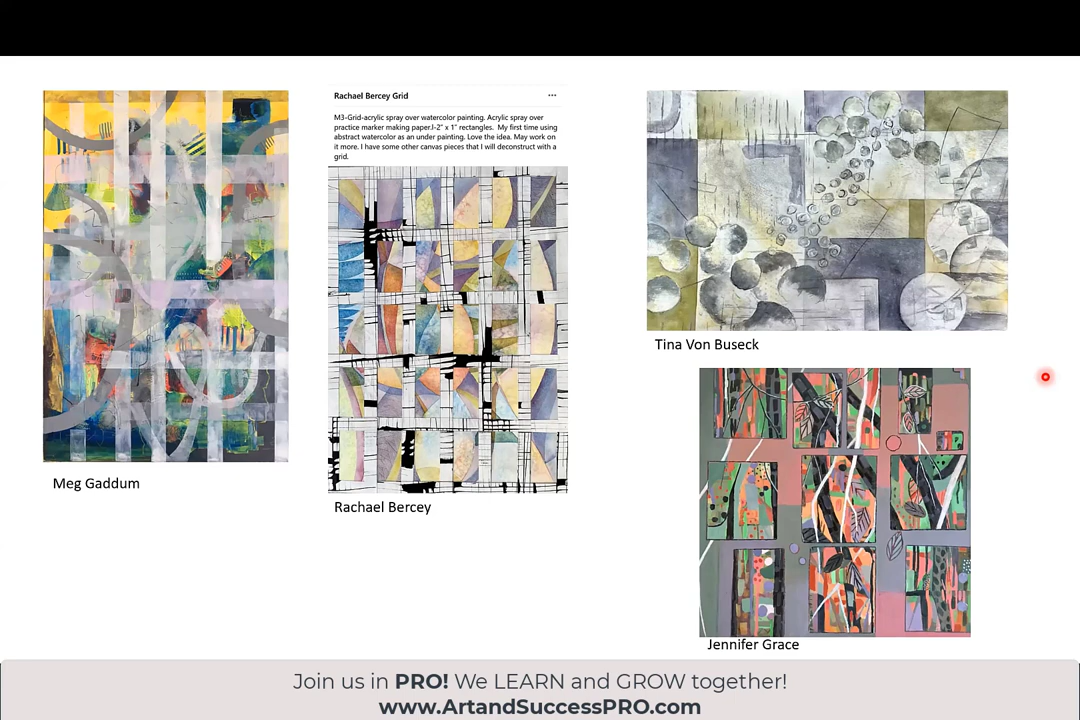 Rachael Bercey Grid
M3-Grid-acrylic spray over watercolor painting. Acrylic spray over
practice marker making paper.I-2" x 1" rectangles.  My first time using
abstract watercolor as an under painting. Love the idea. May work on
it more. I have some other canvas pieces that I will deconstruct with a
grid.
Meg Gaddum
Rachael Bercey
Tina Von Buseck
Jennifer Grace
Join us in PRO! We LEARN and GROW together!
www.ArtandSuccessPRO.com